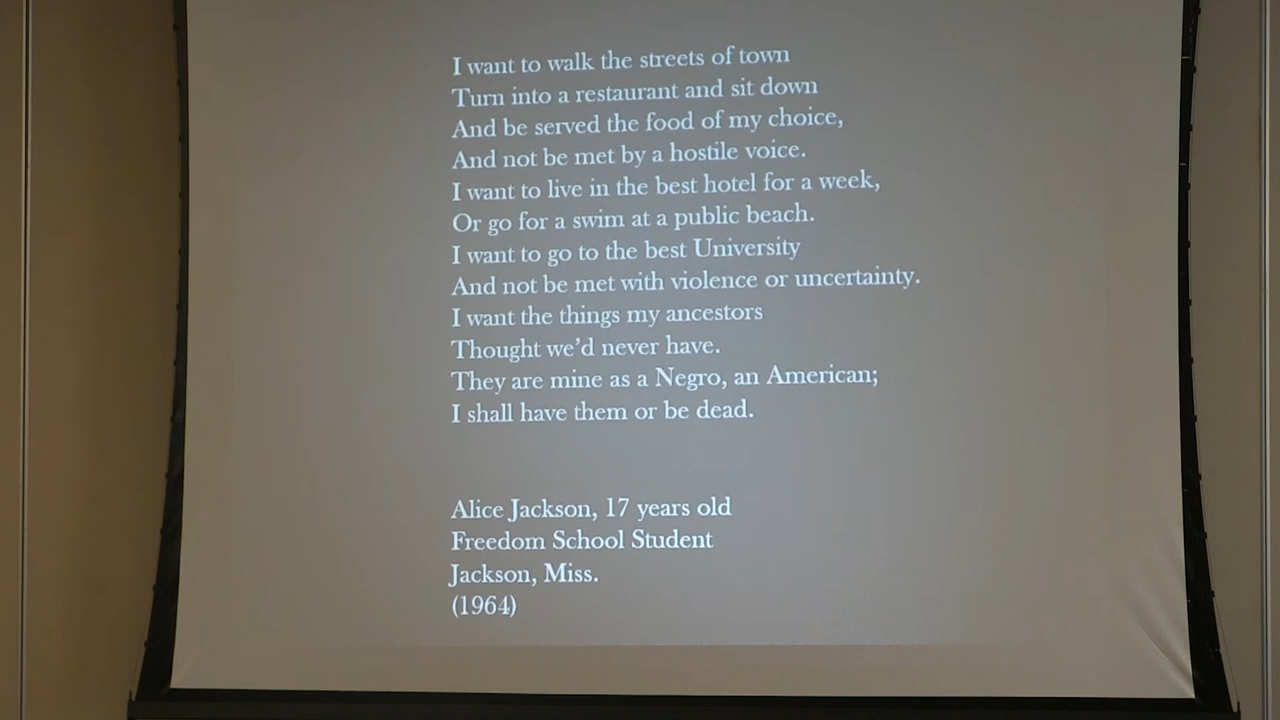 I want to walk the streets of town
Turn into a restaurant and sit down
And be served the food of my choice,
And not be met by a hostile voice.
I want to live in the best hotel for a week,
Or go for a swim at a public beach.
I want to go to the best University
And not be met with violence or uncertainty.
I want the things my ancestors
Thought we'd never have.
They are mine as a Negro, an American;
I shall have them or be dead.
Alice Jackson, 17 years old
Freedom School Student
Jackson, Miss.
(1964)